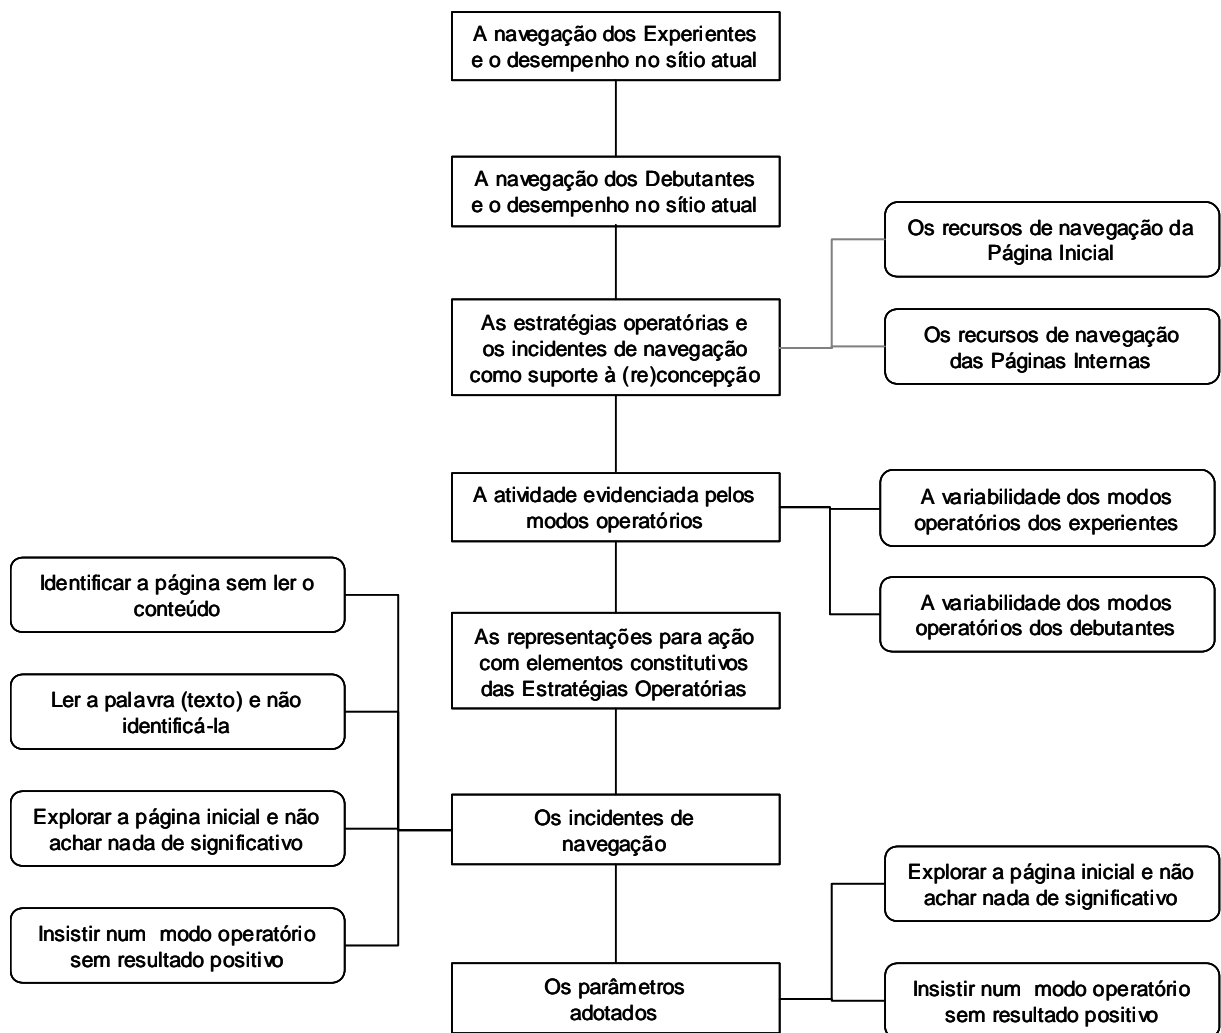 A navegação dos Experientes
e o desempenho no sítio atual
A navegação dos Debutantes
e o desempenho no sítio atual
Os recursos de navegação da
Página Inicial
As estratégias operatórias e
os incidentes de navegação
como suporte à (re)concepção
Os recursos de navegação
das Páginas Internas
A atividade evidenciada pelos
modos operatórios
A variabilidade dos modos
operatórios dos experientes
A variabilidade dos modos
operatórios dos debutantes
Identificar a página sem ler o
conteúdo
As representações para ação
com elementos constitutivos
das Estratégias Operatórias
Ler a palavra (texto) e não
identificá-la
Explorar a página inicial e não
achar nada de significativo
Os incidentes de
navegação
Insistir num modo operatório
sem resultado positivo
Explorar a página inicial e não
achar nada de significativo
Os parâmetros
adotados
Insistir num modo operatório
sem resultado positivo